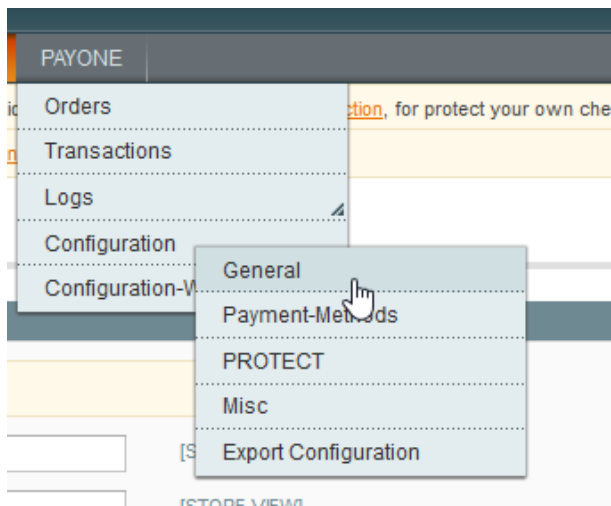 PAYONE
Orders
ction, for protect your own che
Transactions
Logs
Configuration
General
Configuration-W
Payment-Methods
PROTECT
Misc
Export Configuration
[STORE VIEW]